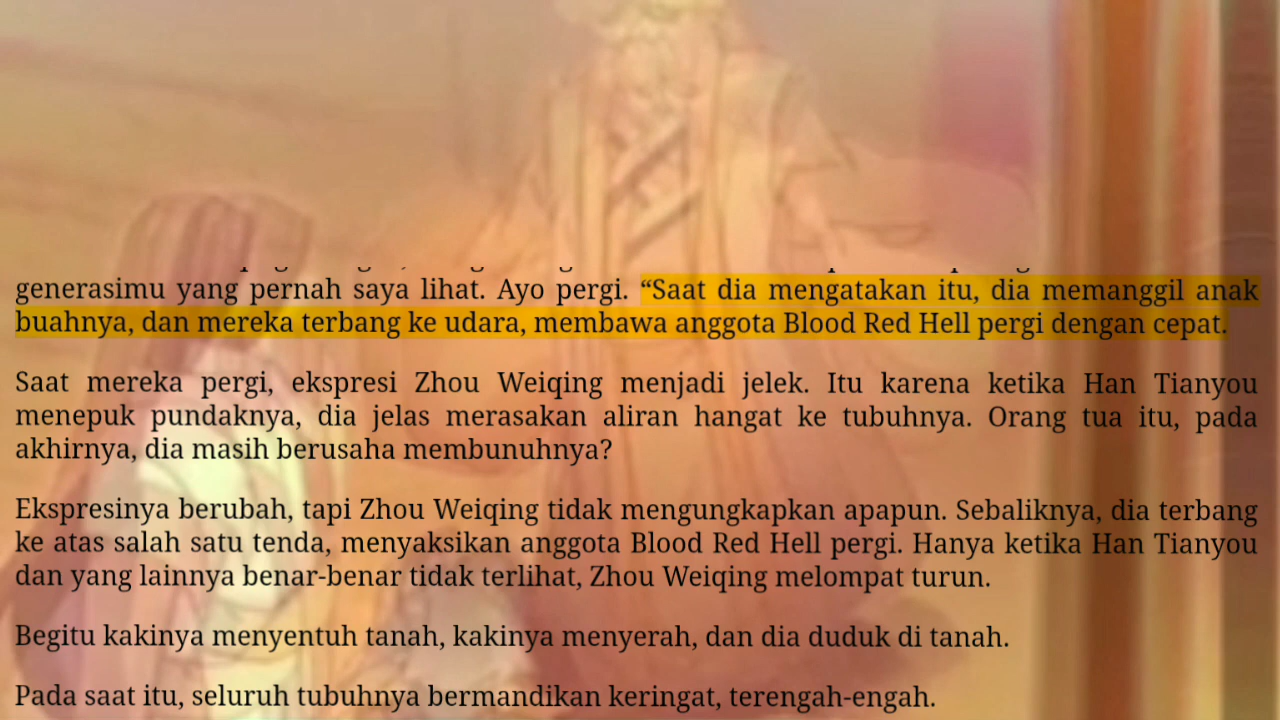 generasimu yang pernah saya lihat. Ayo pergi. “Saat dia mengatakan itu, dia memanggil anak
buahnya, dan mereka terbang ke udara, membawa anggota Blood Red Hell pergi dengan cepat.
Saat mereka pergi, ekspresi Zhou Weiqing menjadi jelek. Itu karena ketika Han Tianyou
menepuk pundaknya, dia jelas merasakan aliran hangat ke tubuhnya. Orang tua itu, pada
akhirnya, dia masih berusaha membunuhnya?
Ekspresinya berubah, tapi Zhou Weiqing tidak mengungkapkan apapun. Sebaliknya, dia terbang
ke atas salah satu tenda, menyaksikan anggota Blood Red Hell pergi. Hanya ketika Han Tianyou
dan yang lainnya benar-benar tidak terlihat, Zhou Weiqing melompat turun.
Begitu kakinya menyentuh tanah, kakinya menyerah, dan dia duduk di tanah.
Pada saat itu, seluruh tubuhnya bermandikan keringat, terengah-engah.